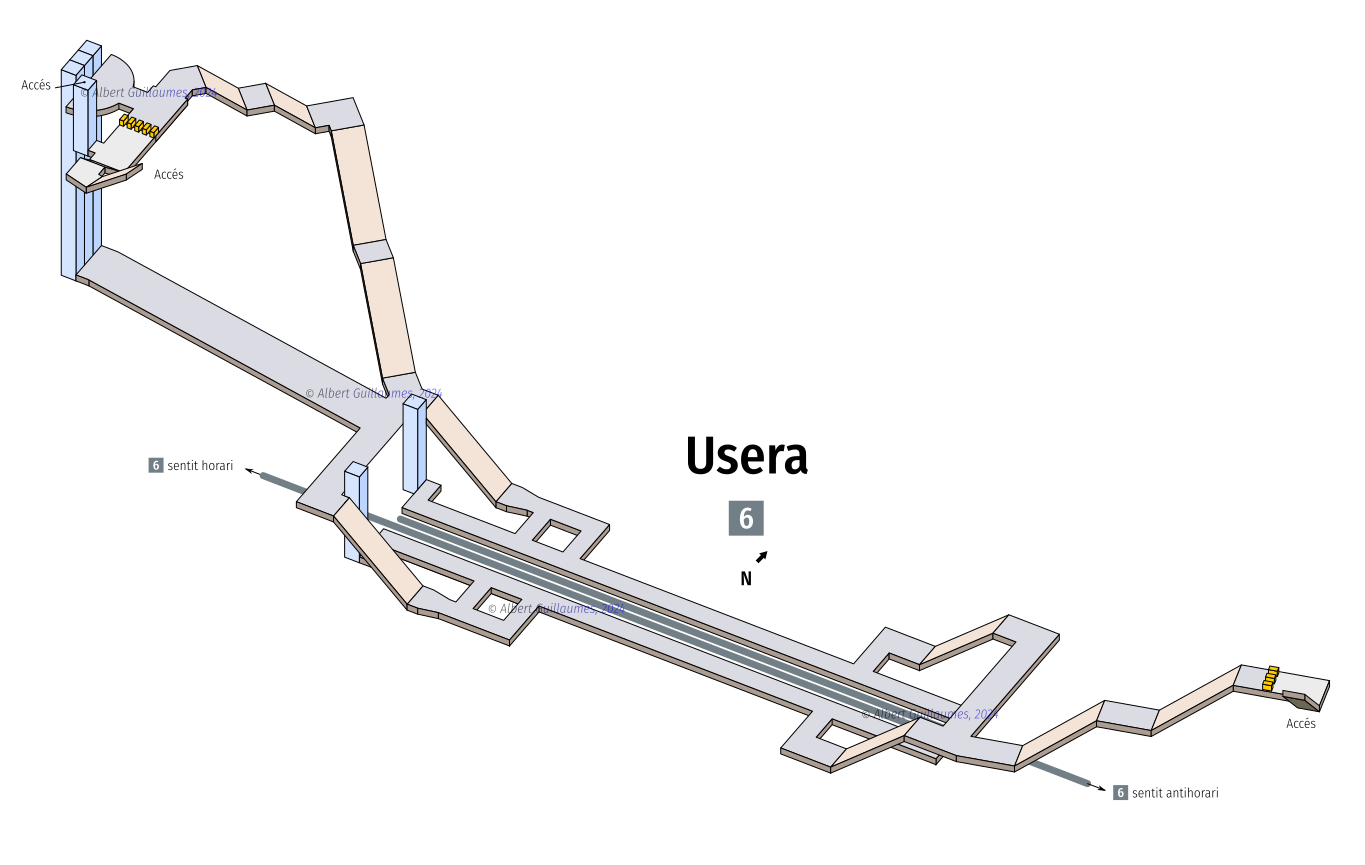 Accés
© Albert Guillaumes, 2024
Accés
© Albert Guillaumes, 2024
6 sentit horari
Usera
6
N
© Albert Guillaumes, 2024
© Albert Guillaumes, 2024
Accés
6 sentit antihorari